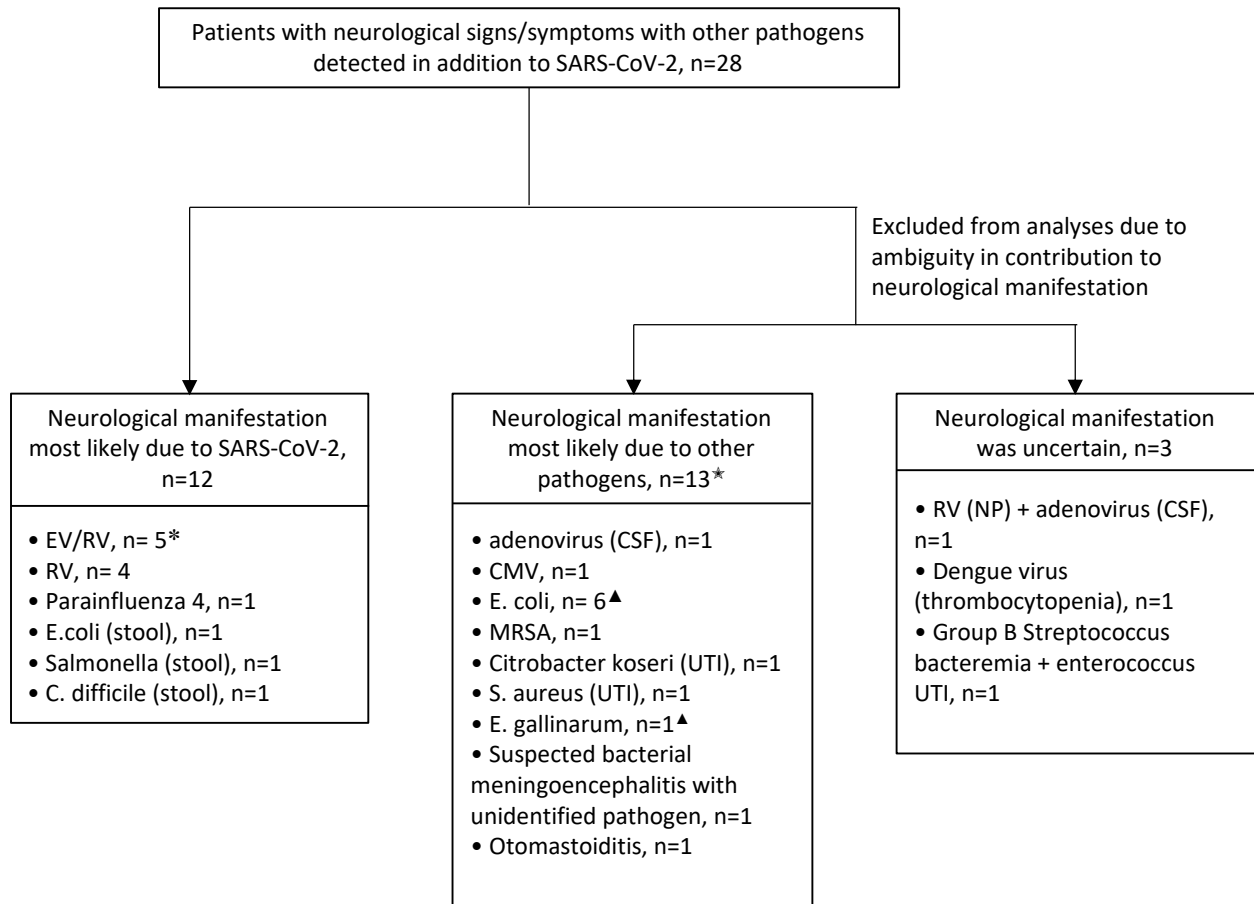 Patients with neurological signs/symptoms with other pathogens
detected in addition to SARS-CoV-2, n=28
Excluded from analyses due to
ambiguity in contribution to
neurological manifestation
Neurological manifestation
most likely due to SARS-CoV-2,
n=12
• EV/RV, n= 5*
• RV, n= 4
• Parainfluenza 4, n=1
• E.coli (stool), n=1
• Salmonella (stool), n=1
• C. difficile (stool), n=1
Neurological manifestation
most likely due to other
pathogens, n=13✭
• adenovirus (CSF), n=1
• CMV, n=1
• E. coli, n= 6▲
• MRSA, n=1
• Citrobacter koseri (UTI), n=1
• S. aureus (UTI), n=1
• E. gallinarum, n=1▲
• Suspected bacterial
meningoencephalitis with
unidentified pathogen, n=1
• Otomastoiditis, n=1
Neurological manifestation
was uncertain, n=3
• RV (NP) + adenovirus (CSF),
n=1
• Dengue virus
(thrombocytopenia), n=1
• Group B Streptococcus
bacteremia + enterococcus
UTI, n=1